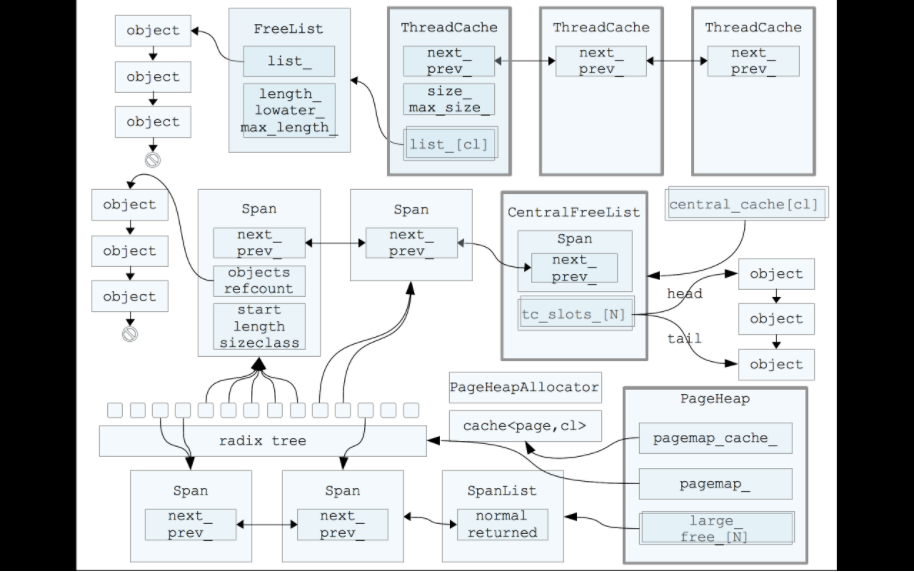 object
object
object
FreeList
list_
length_
lowater_
max_length_
ThreadCache
next_
prev_
size_
max_size_
list_[cl]
ThreadCache
next_
prev_
ThreadCache
next_
prev_
object
object
object
Span
next_
prev_
objects
refcount
start
length
sizeclass
Span
next_
prev_
CentralFreeList
Span
next_
prev_
tc_slots_[N]
central_cache[cl]
head
tail
object
object
object
PageHeapAllocator
cache<page,cl>
PageHeap
pagemap_cache_
pagemap_
large_
free_[N]
radix tree
Span
next_
prev_
Span
next_
prev_
SpanList
normal
returned